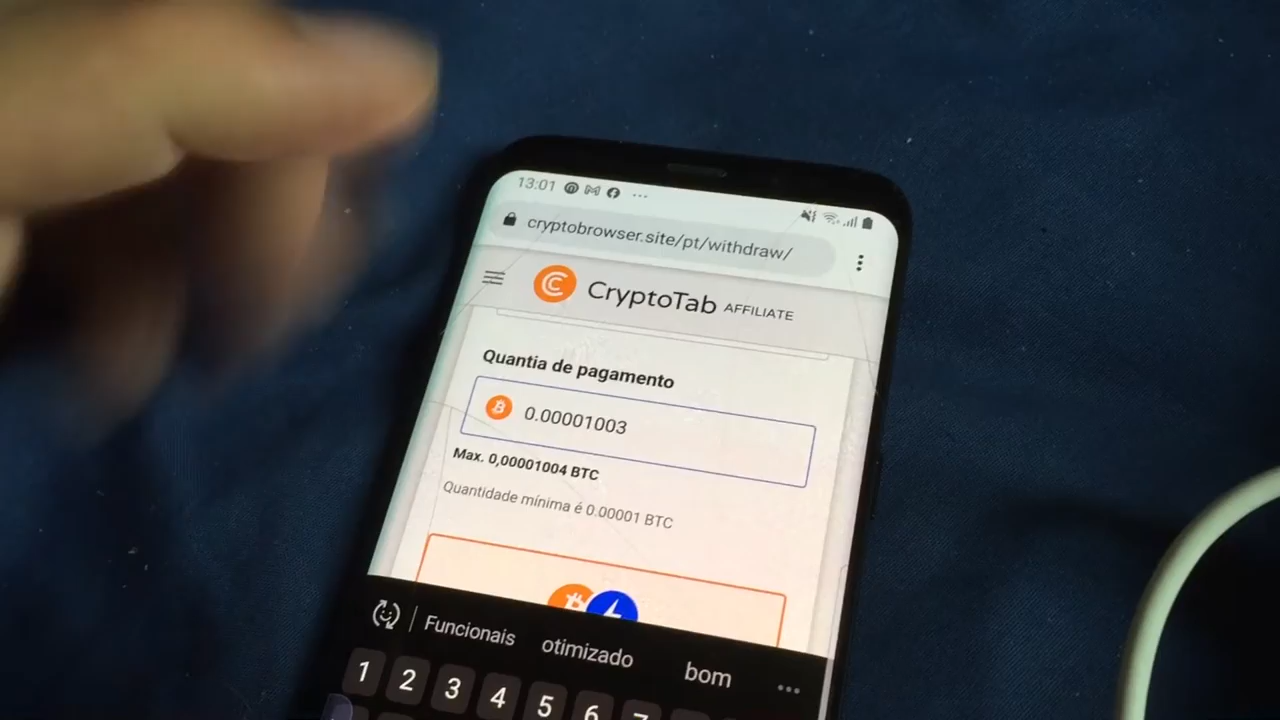 13:01
cryptobrowser.site/pt/withdraw/
CryptoTab AFFILIATE
Quantia de pagamento
0.00001003
Max. 0,00001004 BTC
Quantidade mínima é 0.00001 BTC
Funcionais otimizado bom
1 2 3 4 5 6 7